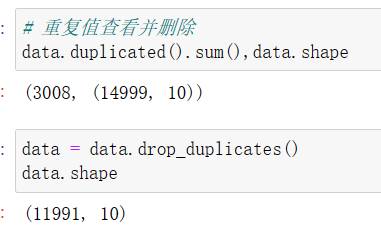 :
# 重复值查看并删除
data.duplicated().sum(),data.shape
:
(3008, (14999, 10))
:
data = data.drop_duplicates()
data.shape
:
(11991, 10)